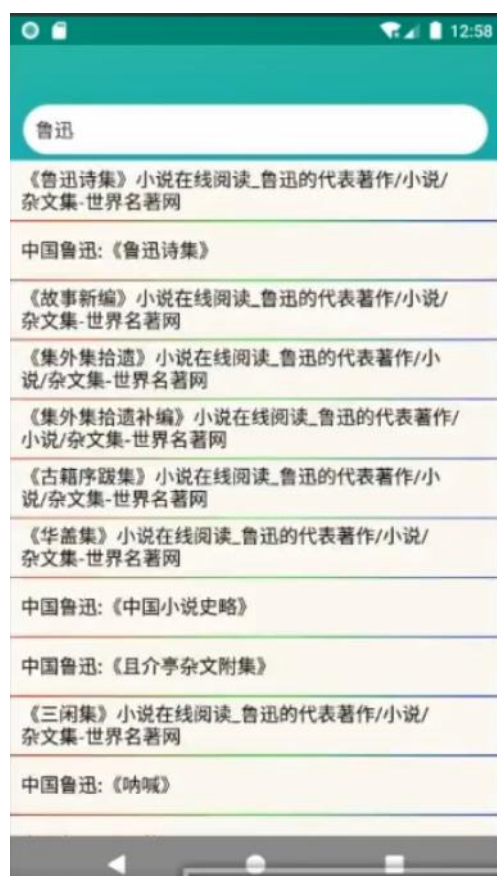 12:58
鲁迅
《鲁迅诗集》小说在线阅读_鲁迅的代表著作/小说/
杂文集-世界名著网
中国鲁迅:《鲁迅诗集》
《故事新编》小说在线阅读_鲁迅的代表著作/小说/
杂文集-世界名著网
《集外集拾遗》小说在线阅读_鲁迅的代表著作/小
说/杂文集-世界名著网
《集外集拾遗补编》小说在线阅读_鲁迅的代表著作/
小说/杂文集-世界名著网
《古籍序跋集》小说在线阅读_鲁迅的代表著作/小
说/杂文集-世界名著网
《华盖集》小说在线阅读_鲁迅的代表著作/小说/
杂文集-世界名著网
中国鲁迅:《中国小说史略》
中国鲁迅:《且介亭杂文附集》
《三闲集》小说在线阅读_鲁迅的代表著作/小说/
杂文集-世界名著网
中国鲁迅:《呐喊》